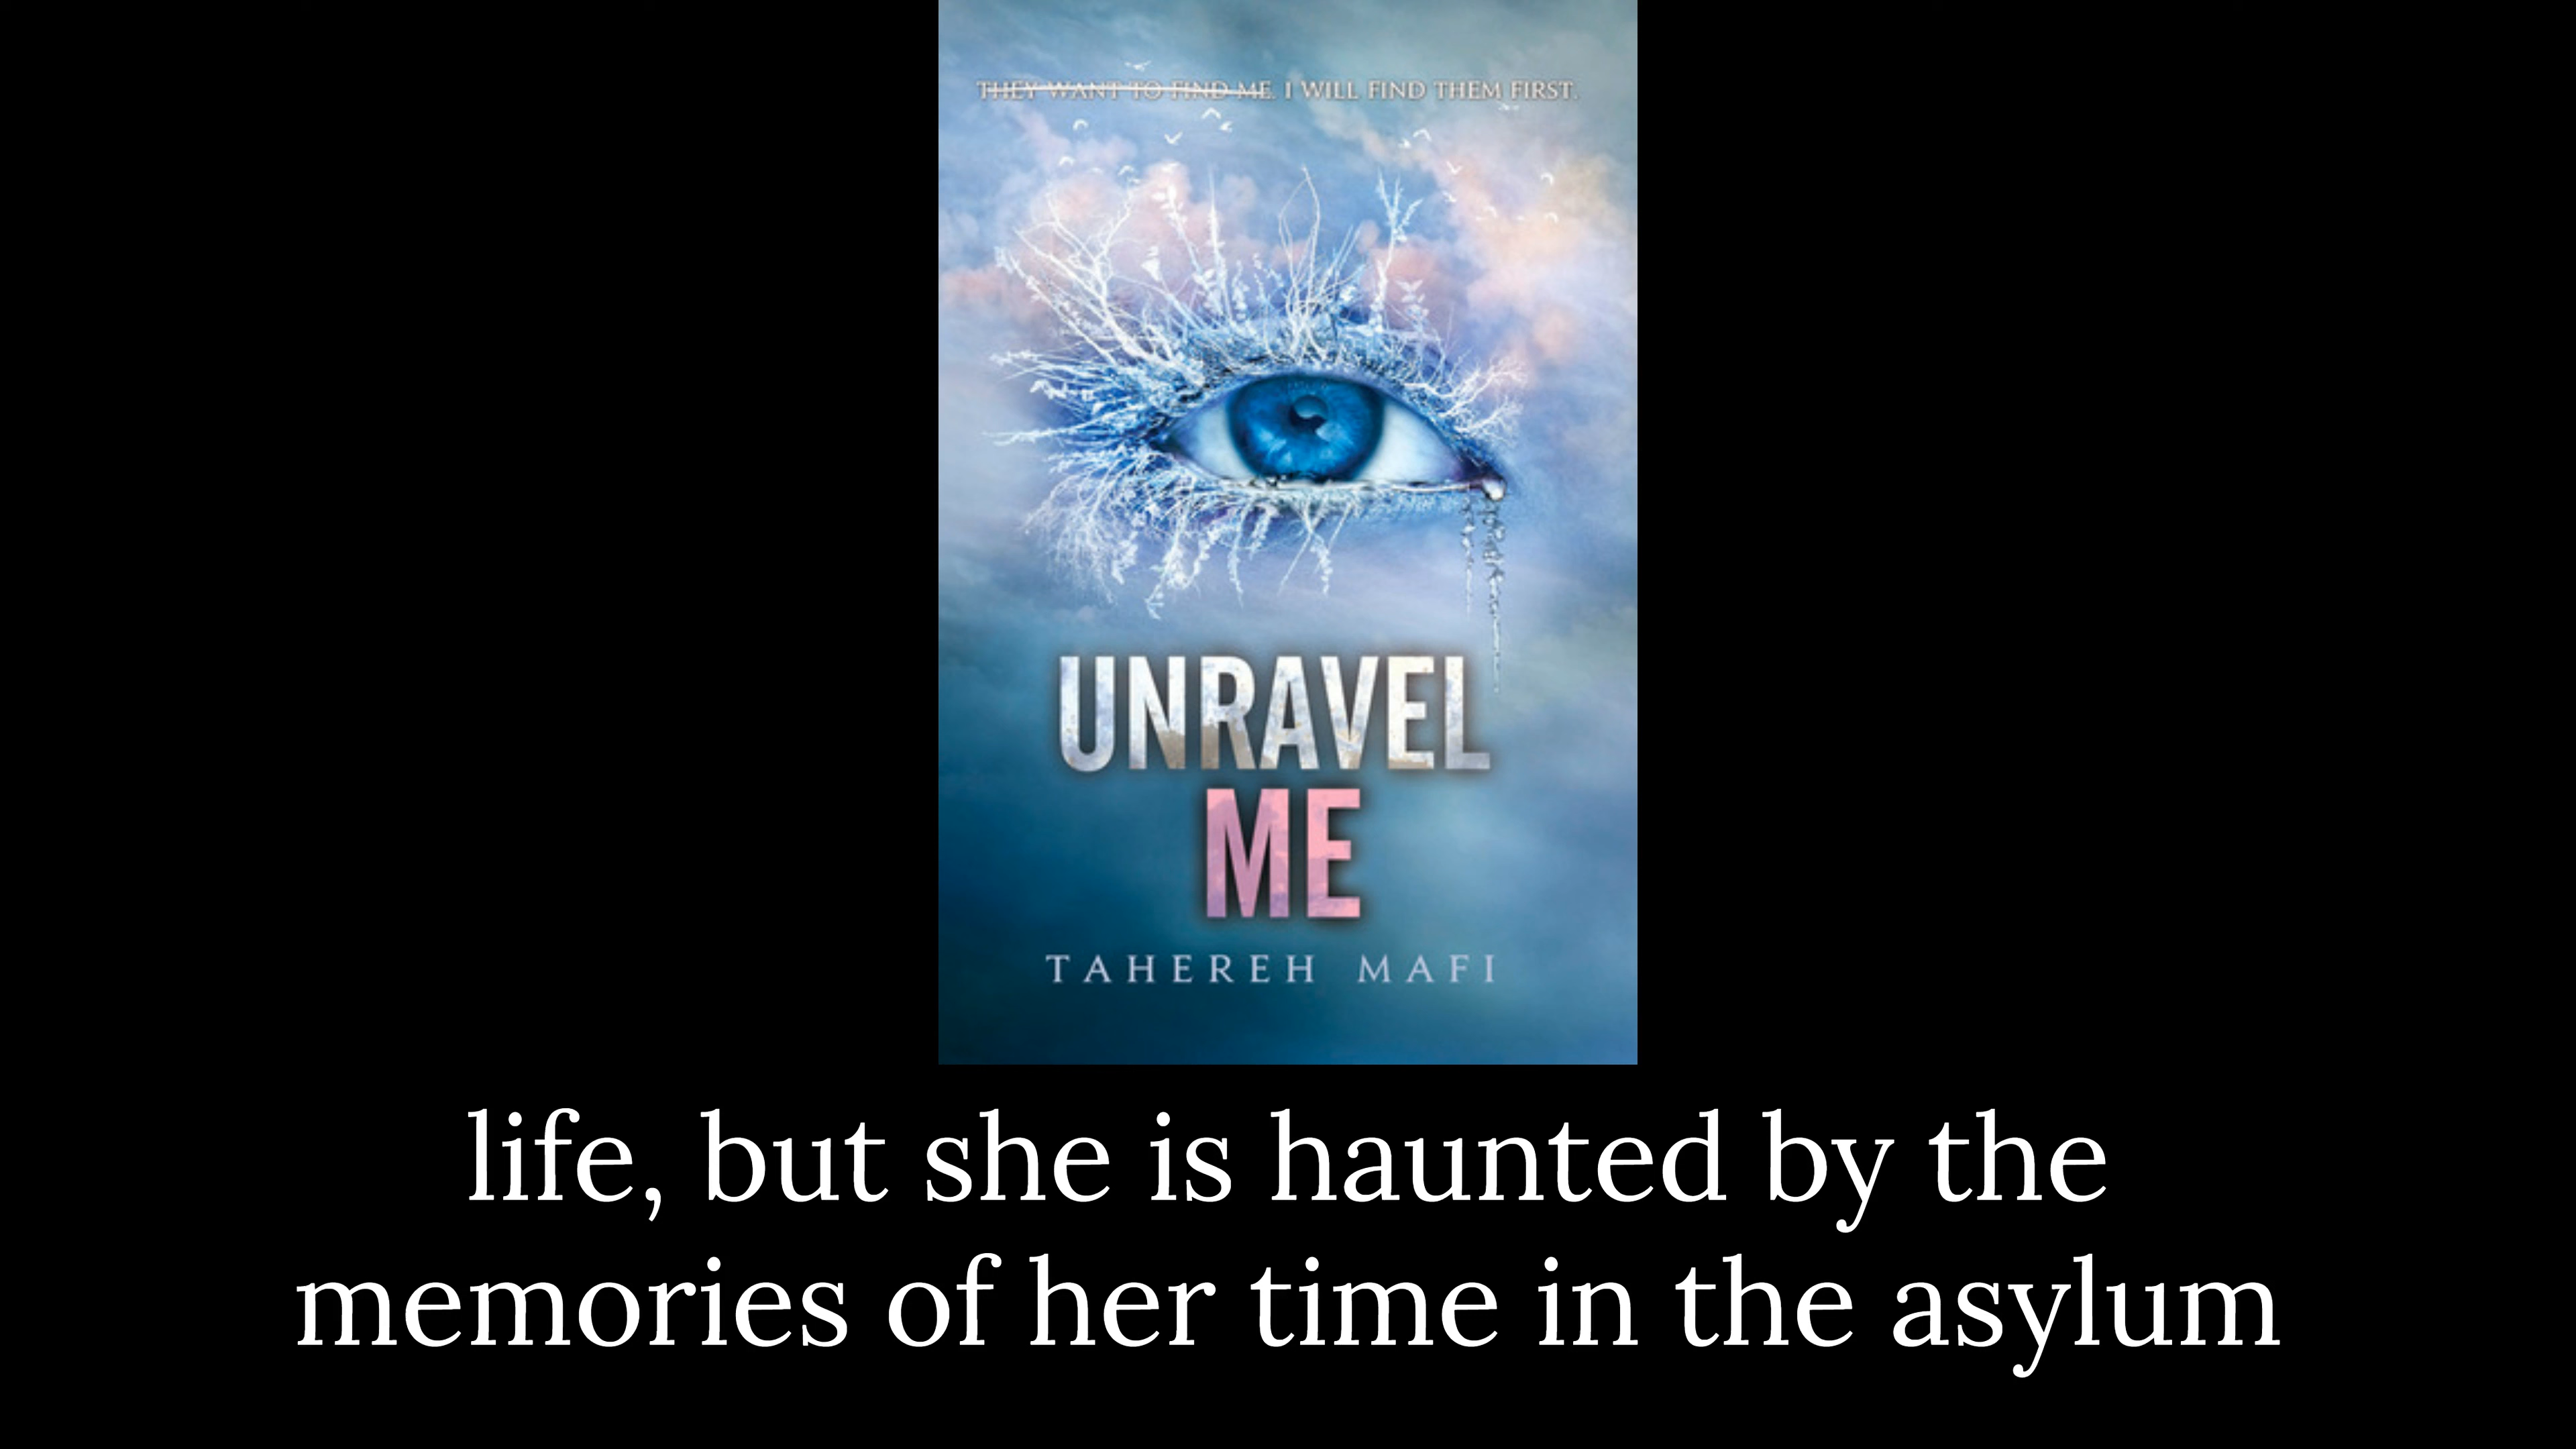 THEY WANT TO FIND ME. I WILL FIND THEM FIRST.
UNRAVEL
ME
TAHEREH MAFI
life, but she is haunted by the
memories of her time in the asylum